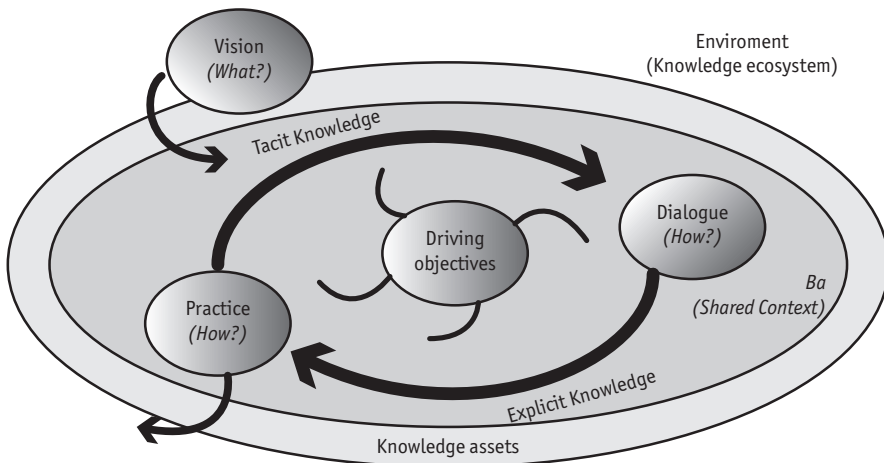 Vision
(What?)
Enviroment
(Knowledge ecosystem)
Tacit Knowledge
Driving
objectives
Dialogue
(How?)
Ba
(Shared Context)
Practice
(How?)
Explicit Knowledge
Knowledge assets